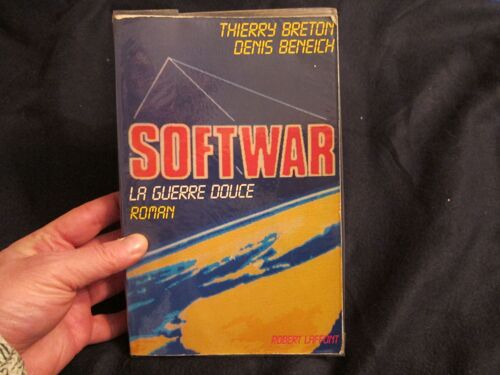 THIERRY BRETON
DENIS BENEICH
SOFTWAR
LA GUERRE DOUCE
ROMAN
ROBERT LAFFONT